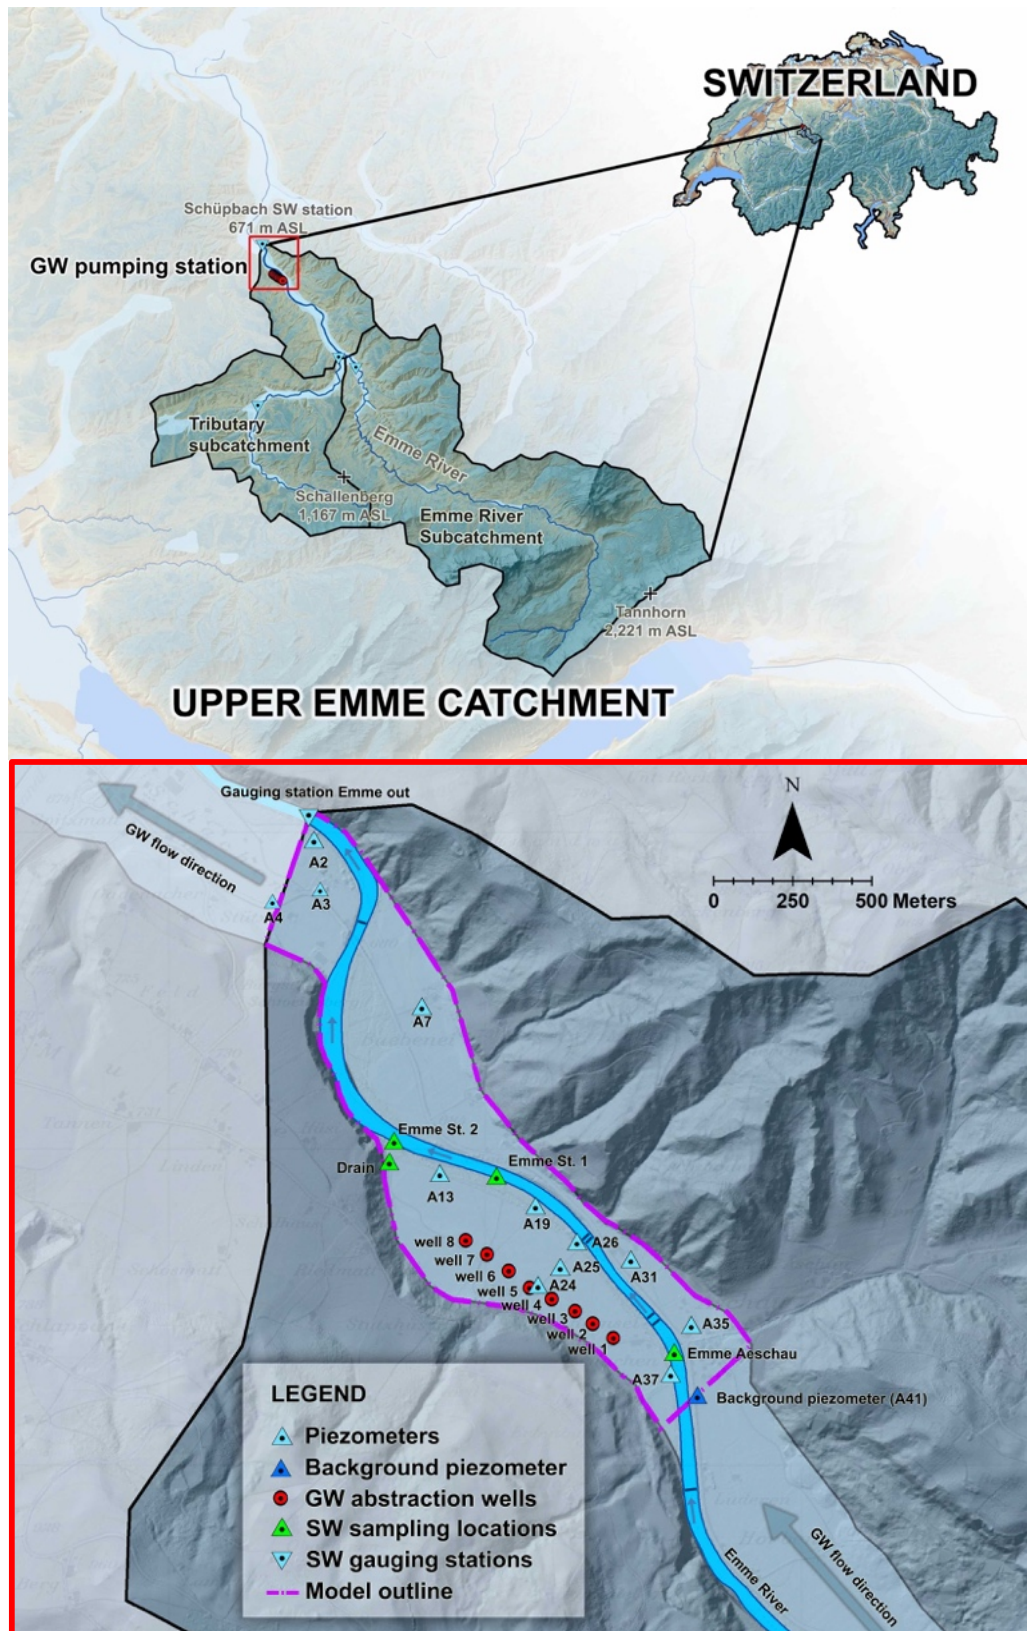 SWITZERLAND
Schüpbach SW station
671 m ASL
GW pumping station
Tributary
subcatchment
Emme River
Schallenberg
1,167 m ASL
Emme River
Subcatchment
Tannhorn
2,221 m ASL
UPPER EMME CATCHMENT
Gauging station Emme out
GW flow direction
N
0 250 500 Meters
A2
A3
A4
A7
Emme St. 2
Drain
Emme St. 1
A13
A19
well 8
A26
well 7
A25
A31
well 6
A24
well 5
well 4
well 3
A35
well 2
well 1
Emme Aeschau
A37
Background piezometer (A41)
LEGEND
Piezometers
Background piezometer
GW abstraction wells
SW sampling locations
SW gauging stations
Model outline
GW flow direction
Emme River